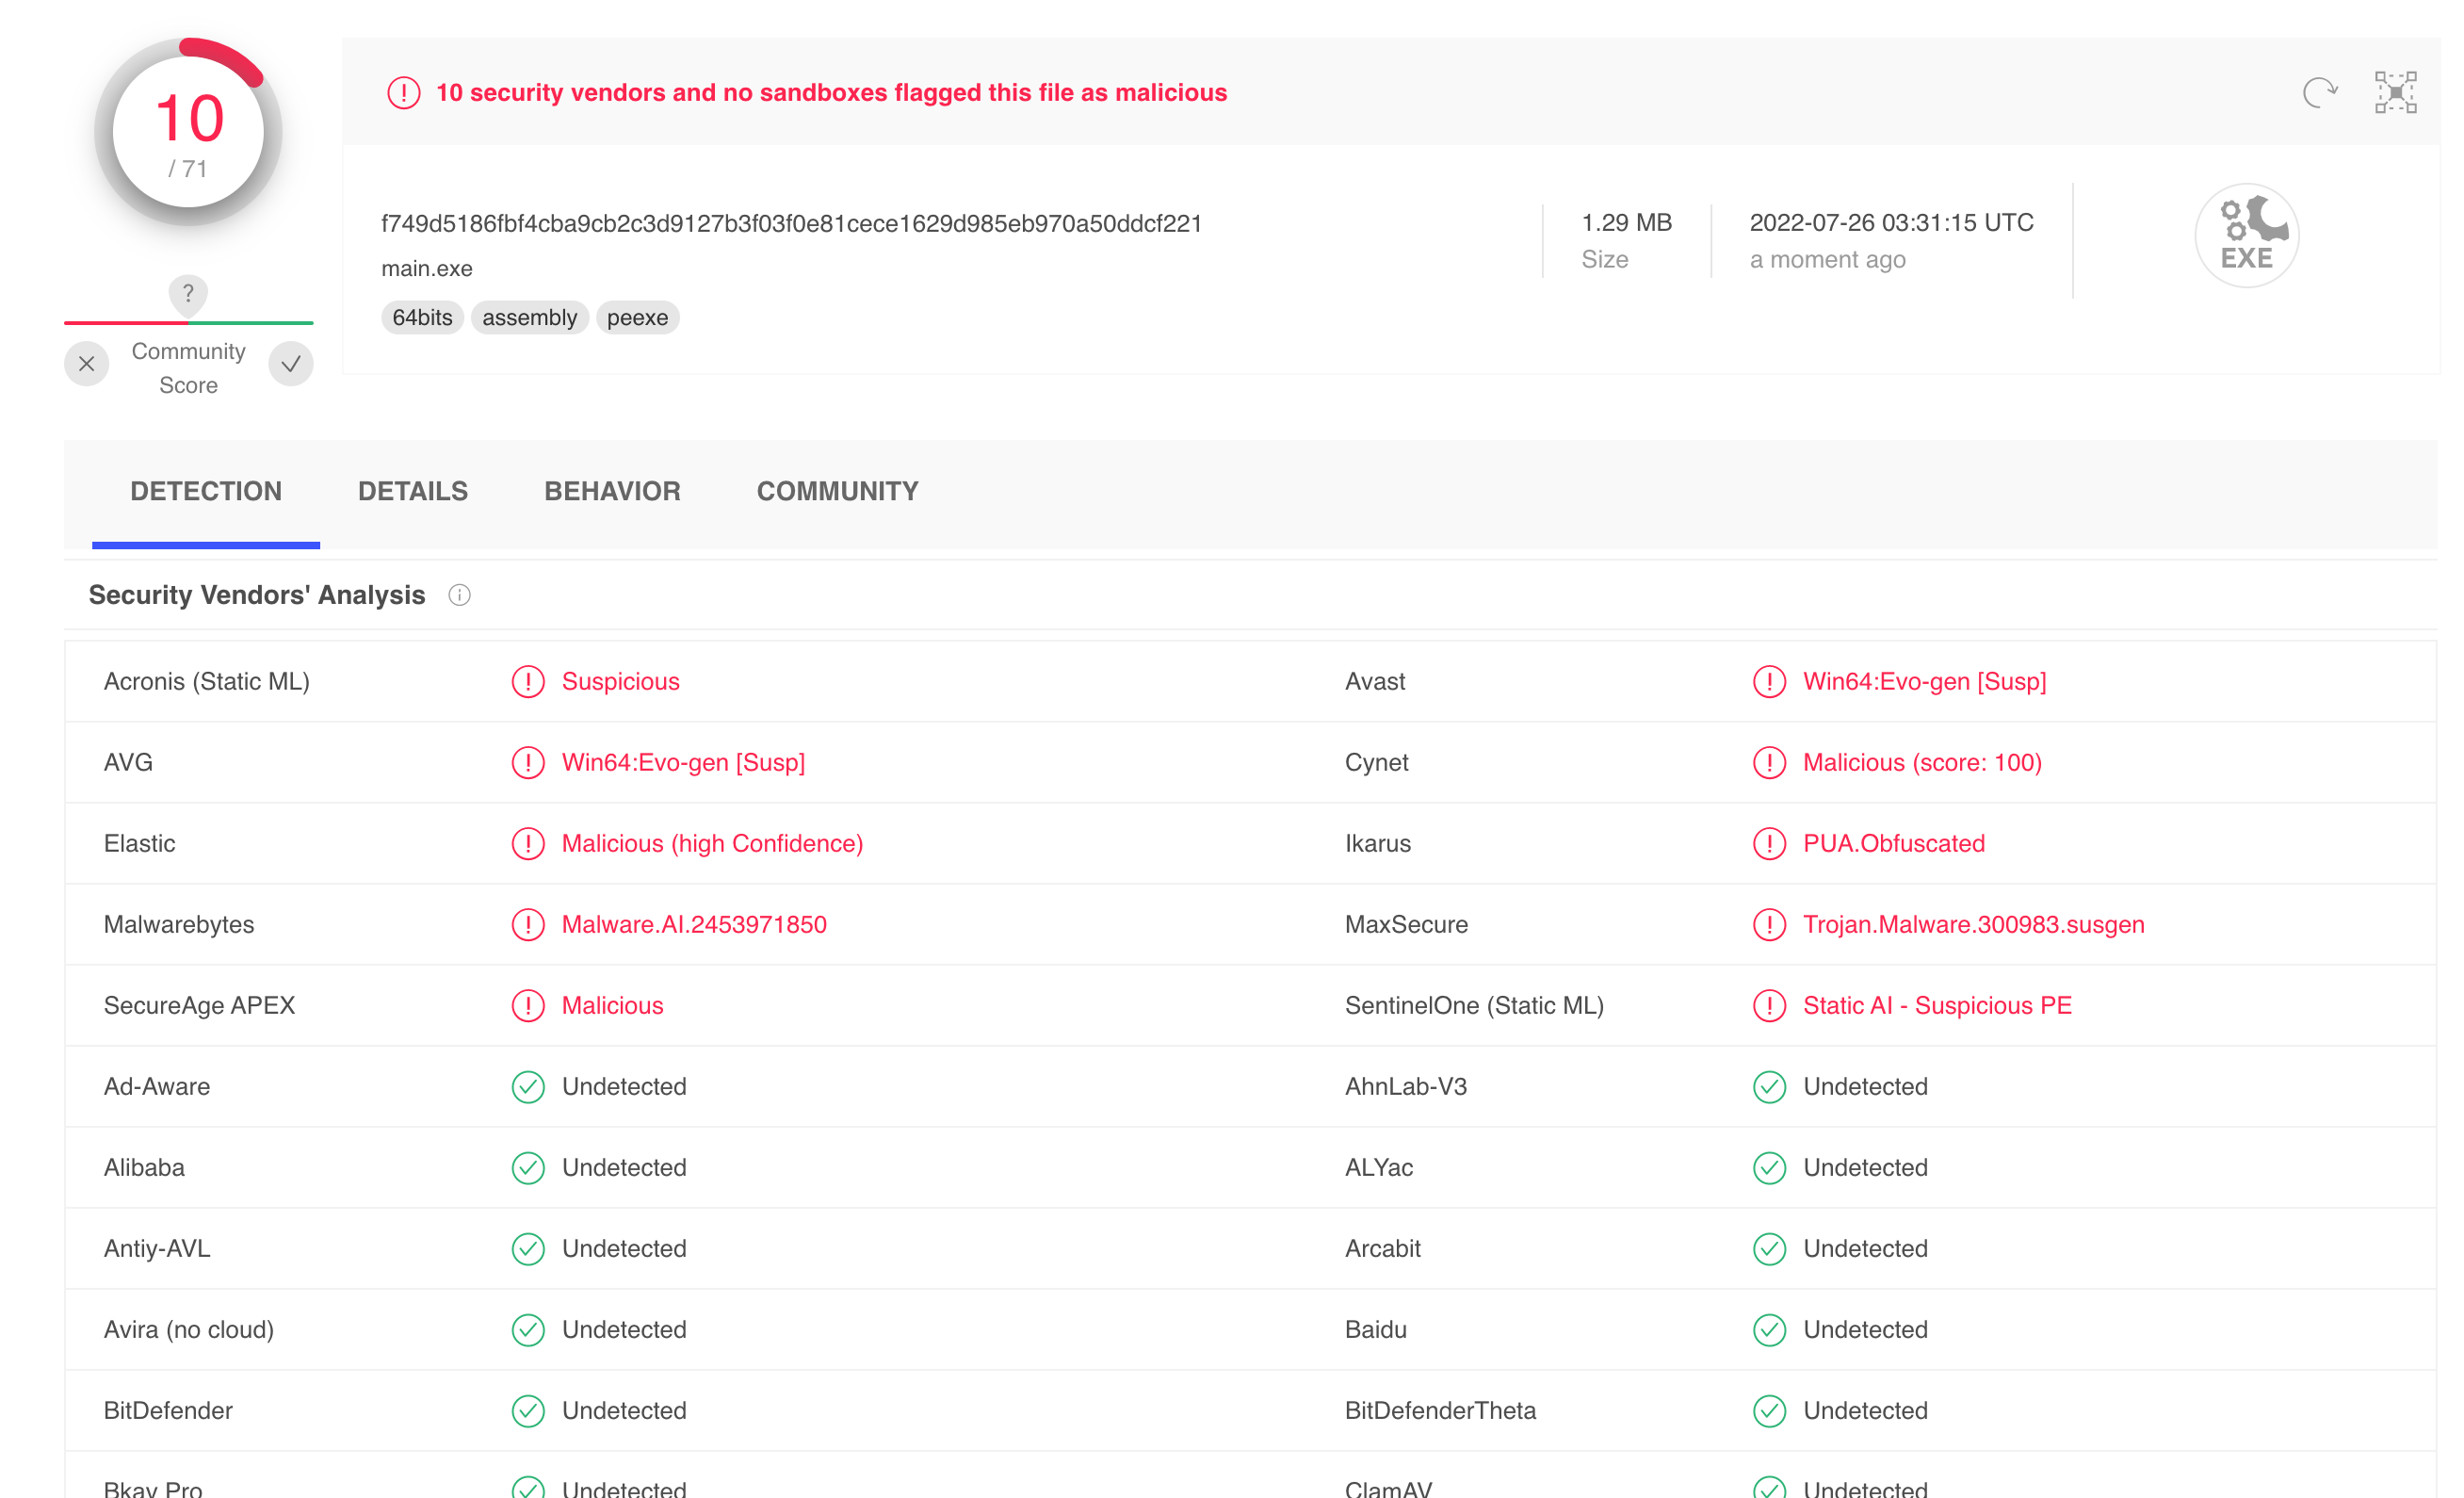 10
/ 71
?
Community
Score
10 security vendors and no sandboxes flagged this file as malicious
f749d5186fbf4cba9cb2c3d9127b3f03f0e81cece1629d985eb970a50ddcf221
main.exe
64bits assembly peexe
1.29 MB
Size
2022-07-26 03:31:15 UTC
a moment ago
EXE
DETECTION DETAILS BEHAVIOR COMMUNITY
Security Vendors' Analysis
Acronis (Static ML) Suspicious Avast Win64:Evo-gen [Susp]
AVG Win64:Evo-gen [Susp] Cynet Malicious (score: 100)
Elastic Malicious (high Confidence) Ikarus PUA.Obfuscated
Malwarebytes Malware.AI.2453971850 MaxSecure Trojan.Malware.300983.susgen
SecureAge APEX Malicious SentinelOne (Static ML) Static AI - Suspicious PE
Ad-Aware Undetected AhnLab-V3 Undetected
Alibaba Undetected ALYac Undetected
Antiy-AVL Undetected Arcabit Undetected
Avira (no cloud) Undetected Baidu Undetected
BitDefender Undetected BitDefenderTheta Undetected
Bkav Pro Undetected ClamAV Undetected